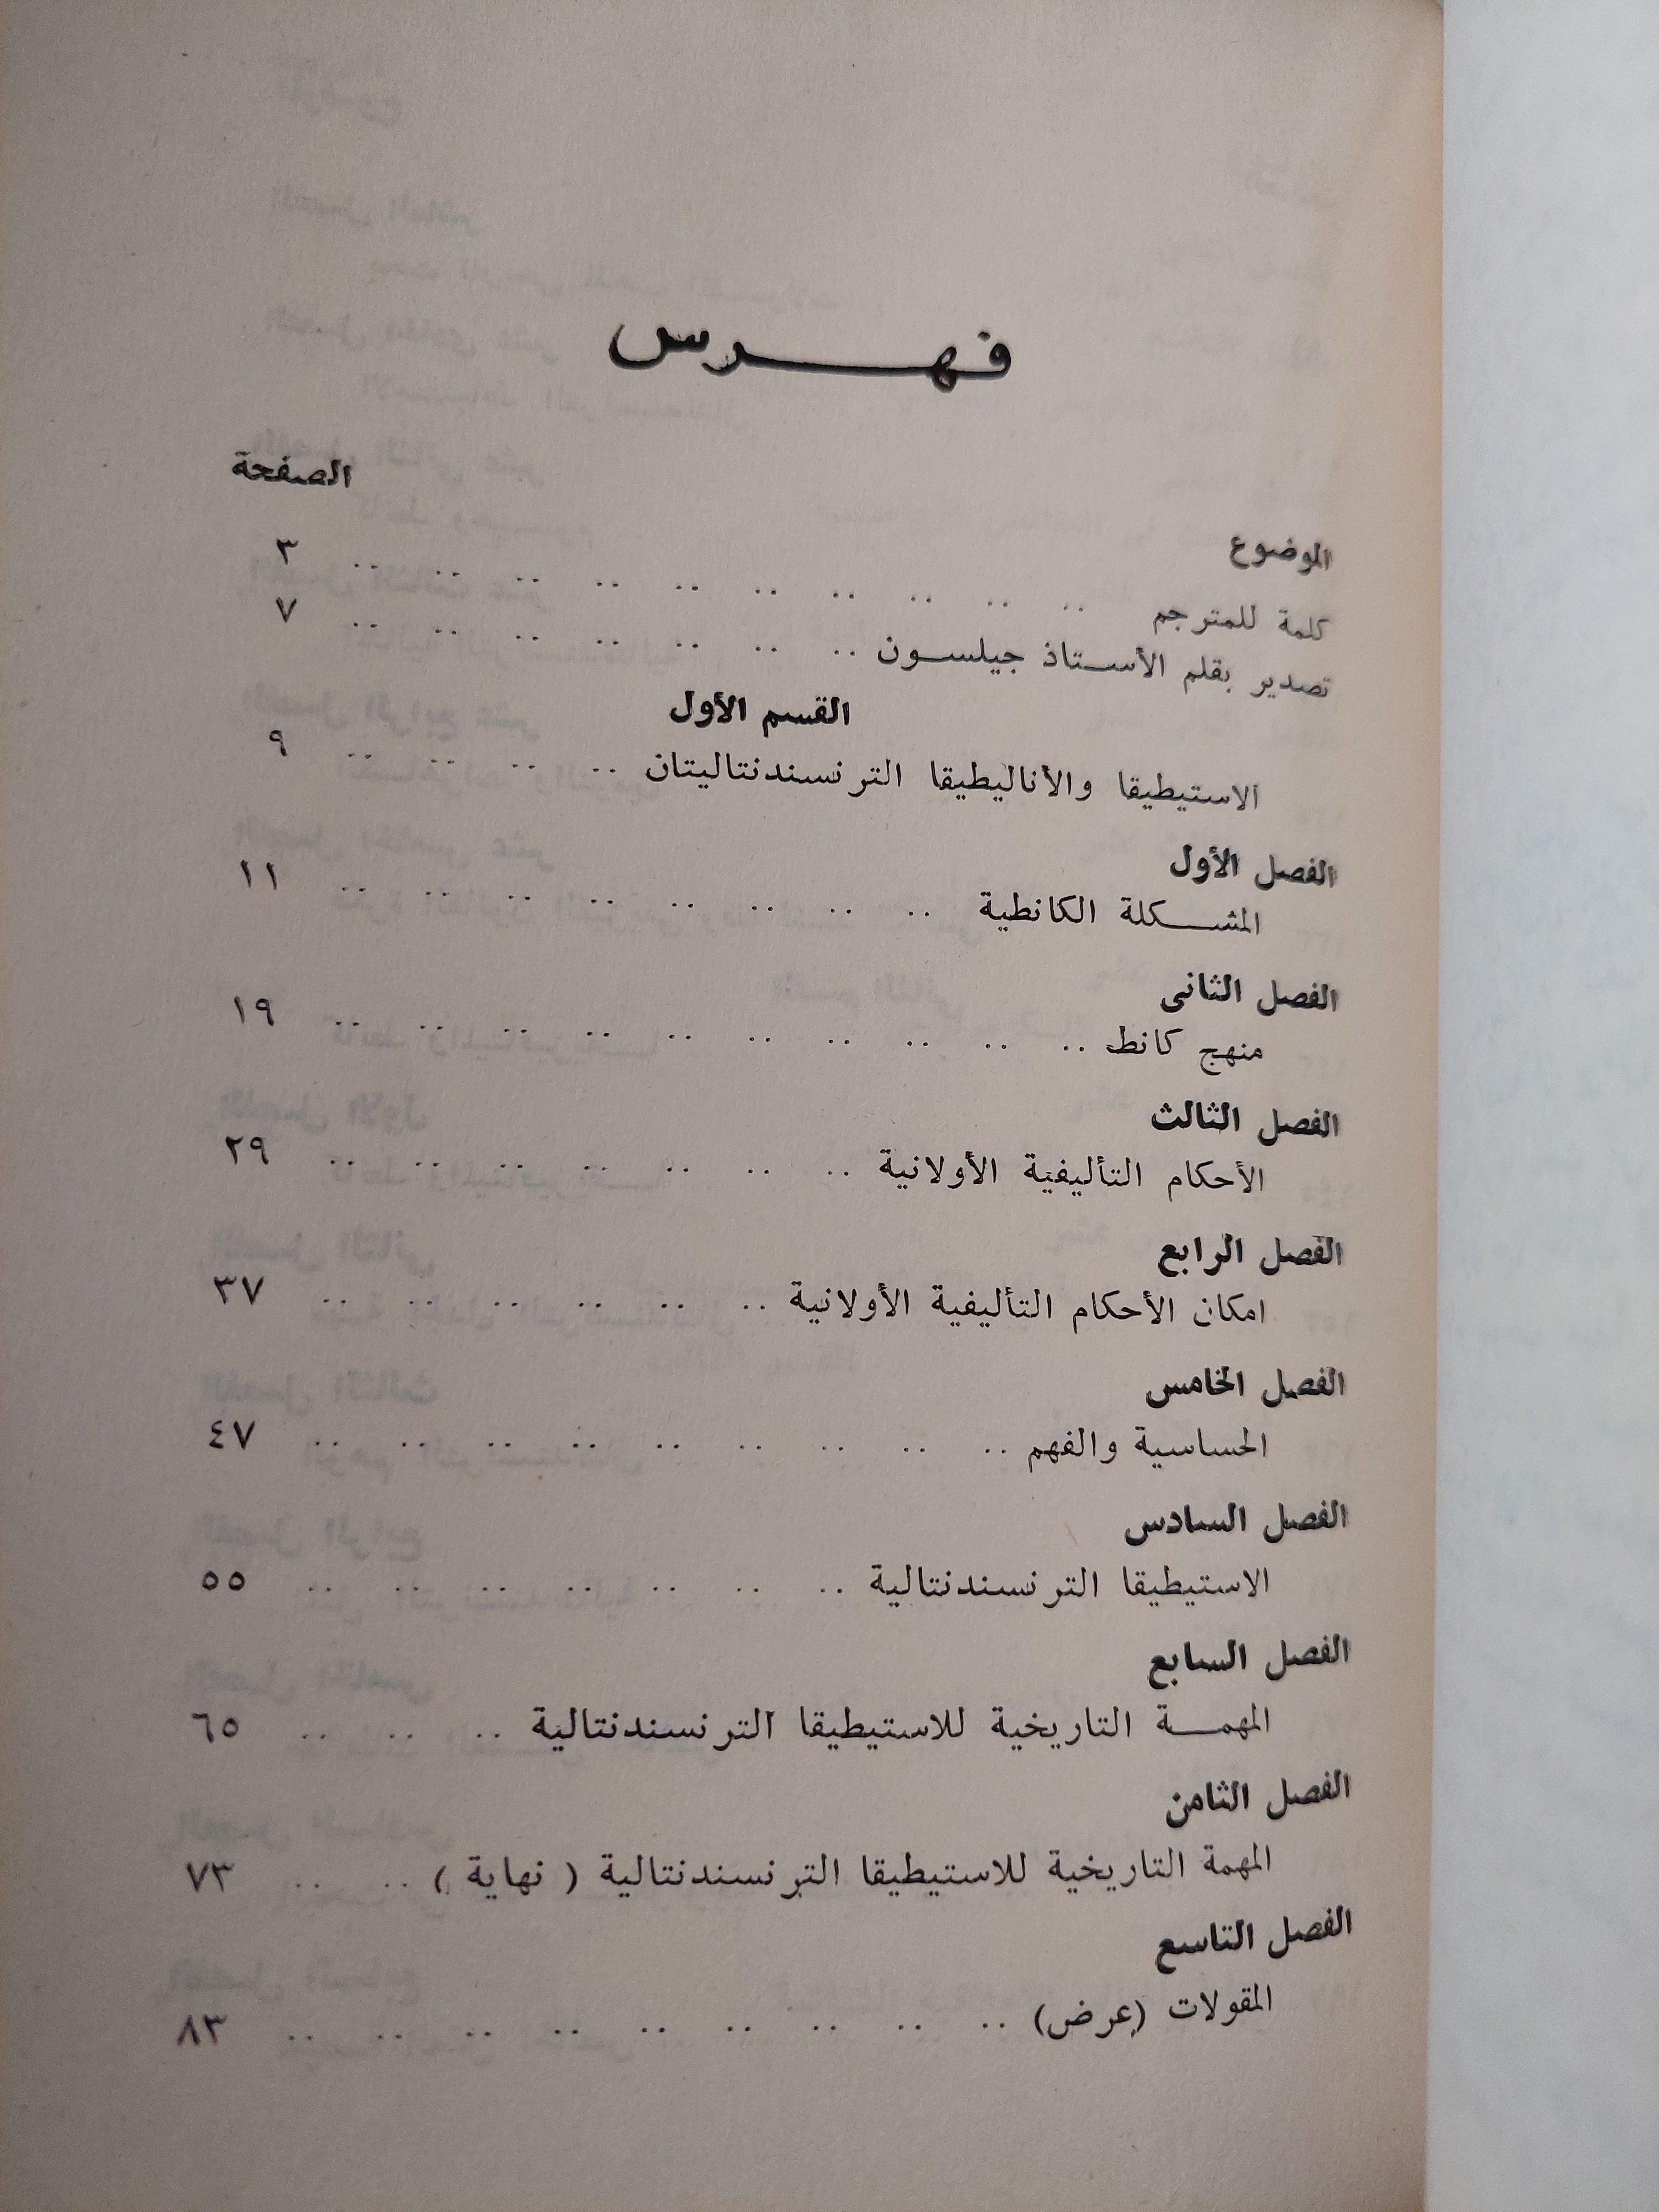 فهرس
الصفحة
الموضوع
كلمة للمترجم .. .. .. .. .. .. .. .. .. .. ٣
تصدير بقلم الأستاذ جيلسون .. .. .. .. .. .. .. ٧
القسم الأول
الاستيطيقا والأناليطيقا الترنسندنتاليتان .. .. .. .. ٩
الفصل الأول
المشكلة الكانطية .. .. .. .. .. .. .. .. ١١
الفصل الثانى
منهج كانط .. .. .. .. .. .. .. .. .. .. ١٩
الفصل الثالث
الأحكام التأليفية الأولانية .. .. .. .. .. .. .. ٢٩
الفصل الرابع
امكان الأحكام التأليفية الأولانية .. .. .. .. .. .. ٣٧
الفصل الخامس
الحساسية والفهم .. .. .. .. .. .. .. .. .. ٤٧
الفصل السادس
الاستيطيقا الترنسندنتالية .. .. .. .. .. .. .. ٥٥
الفصل السابع
المهمة التاريخية للاستيطيقا الترنسندنتالية .. .. .. ٦٥
الفصل الثامن
المهمة التاريخية للاستيطيقا الترنسندنتالية ( نهاية ) .. .. ٧٣
الفصل التاسع
المقولات (عرض) .. .. .. .. .. .. .. .. .. ٨٣